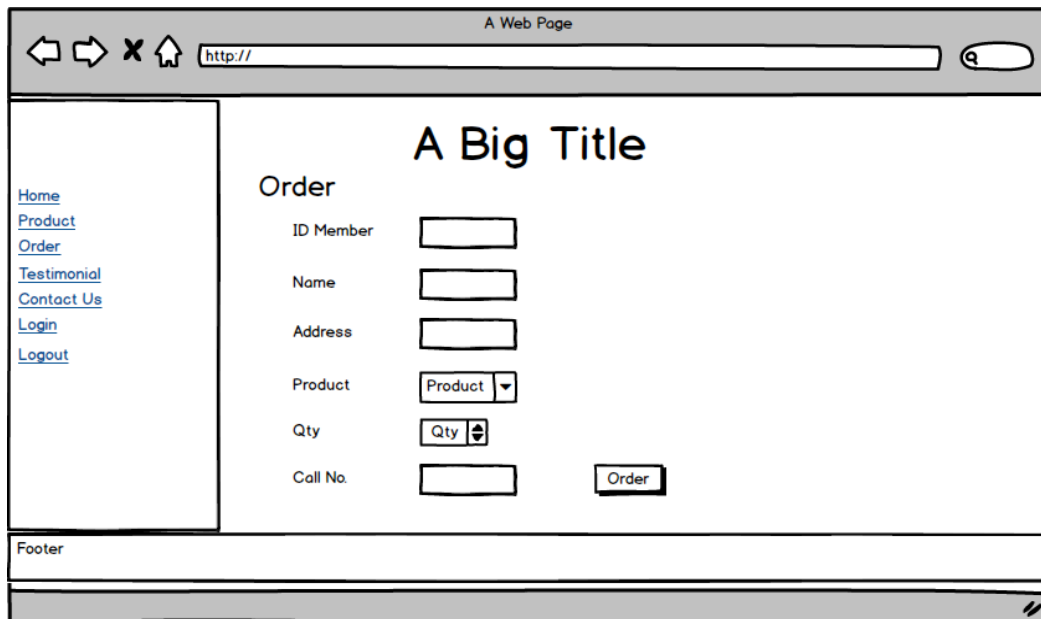 A Web Page
http://
Home
Product
Order
Testimonial
Contact Us
Login
Logout
A Big Title
Order
ID Member
Name
Address
Product Product
Qty Qty
Call No. Order
Footer